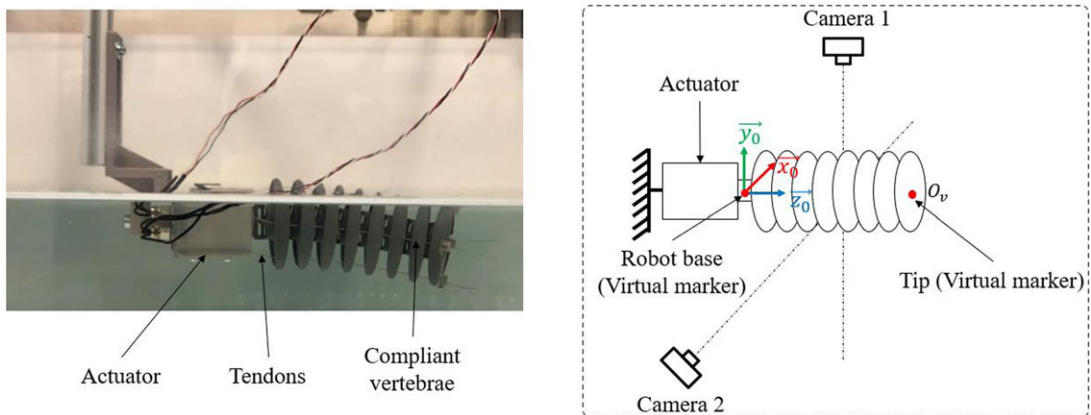 Actuator
Tendons
Compliant
vertebrae
Camera 1
Actuator
y₀
x₀
z₀
Oᵥ
Robot base
(Virtual marker)
Tip (Virtual marker)
Camera 2